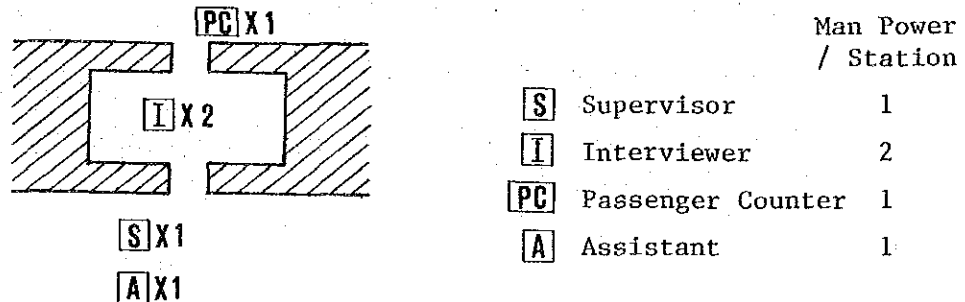 PC X 1
I X 2
S X 1
A X 1
Man Power
/ Station
S Supervisor 1
I Interviewer 2
PC Passenger Counter 1
A Assistant 1